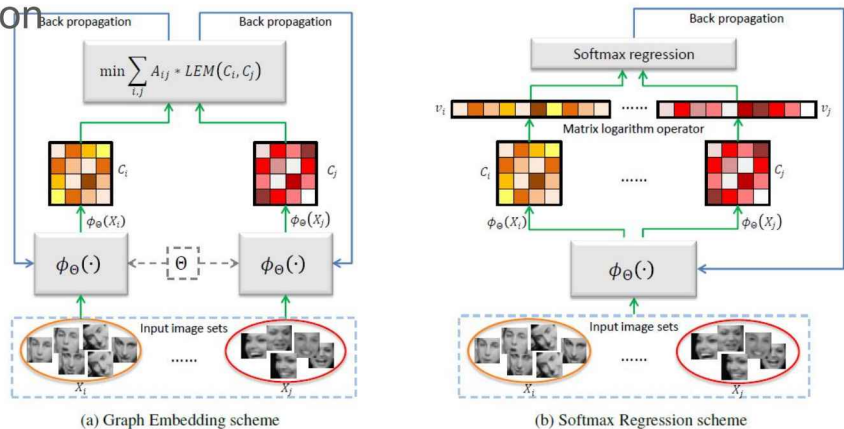 on
Back propagation
Back propagation
min ∑ A_ij * LEM(C_i, C_j)
i,j
C_i
C_j
ϕ_Θ(X_i)
ϕ_Θ(X_j)
ϕ_Θ(·)
Θ
ϕ_Θ(·)
Input image sets
......
X_i
X_j
(a) Graph Embedding scheme
Back propagation
Softmax regression
v_i
......
v_j
Matrix logarithm operator
C_i
......
C_j
ϕ_Θ(X_i)
ϕ_Θ(X_j)
ϕ_Θ(·)
Input image sets
......
X_i
X_j
(b) Softmax Regression scheme